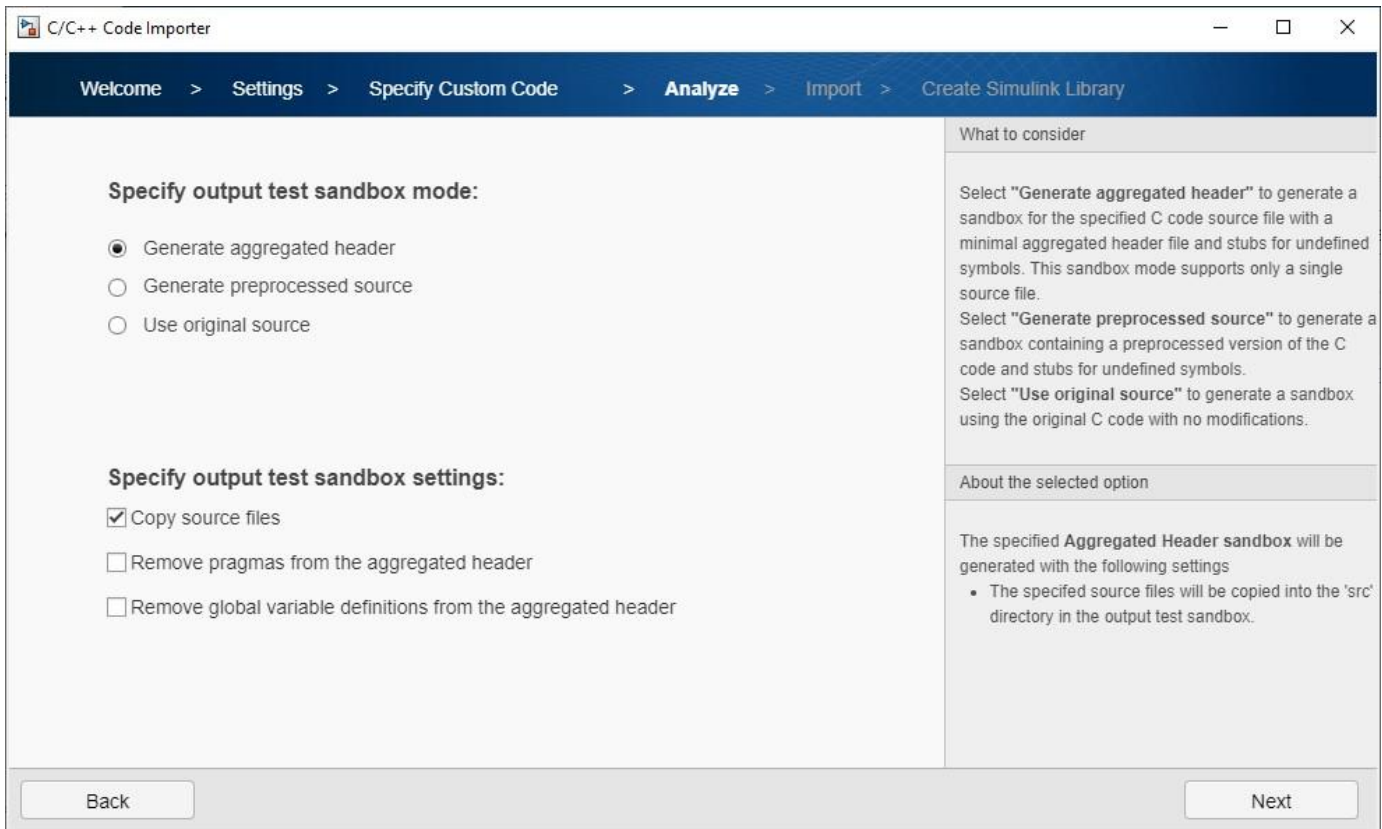 C/C++ Code Importer
Welcome > Settings > Specify Custom Code > Analyze > Import > Create Simulink Library
Specify output test sandbox mode:
Generate aggregated header
Generate preprocessed source
Use original source
Specify output test sandbox settings:
Copy source files
Remove pragmas from the aggregated header
Remove global variable definitions from the aggregated header
What to consider
Select "Generate aggregated header" to generate a
sandbox for the specified C code source file with a
minimal aggregated header file and stubs for undefined
symbols. This sandbox mode supports only a single
source file.
Select "Generate preprocessed source" to generate a
sandbox containing a preprocessed version of the C
code and stubs for undefined symbols.
Select "Use original source" to generate a sandbox
using the original C code with no modifications.
About the selected option
The specified Aggregated Header sandbox will be
generated with the following settings
• The specifed source files will be copied into the 'src'
directory in the output test sandbox.
Back
Next